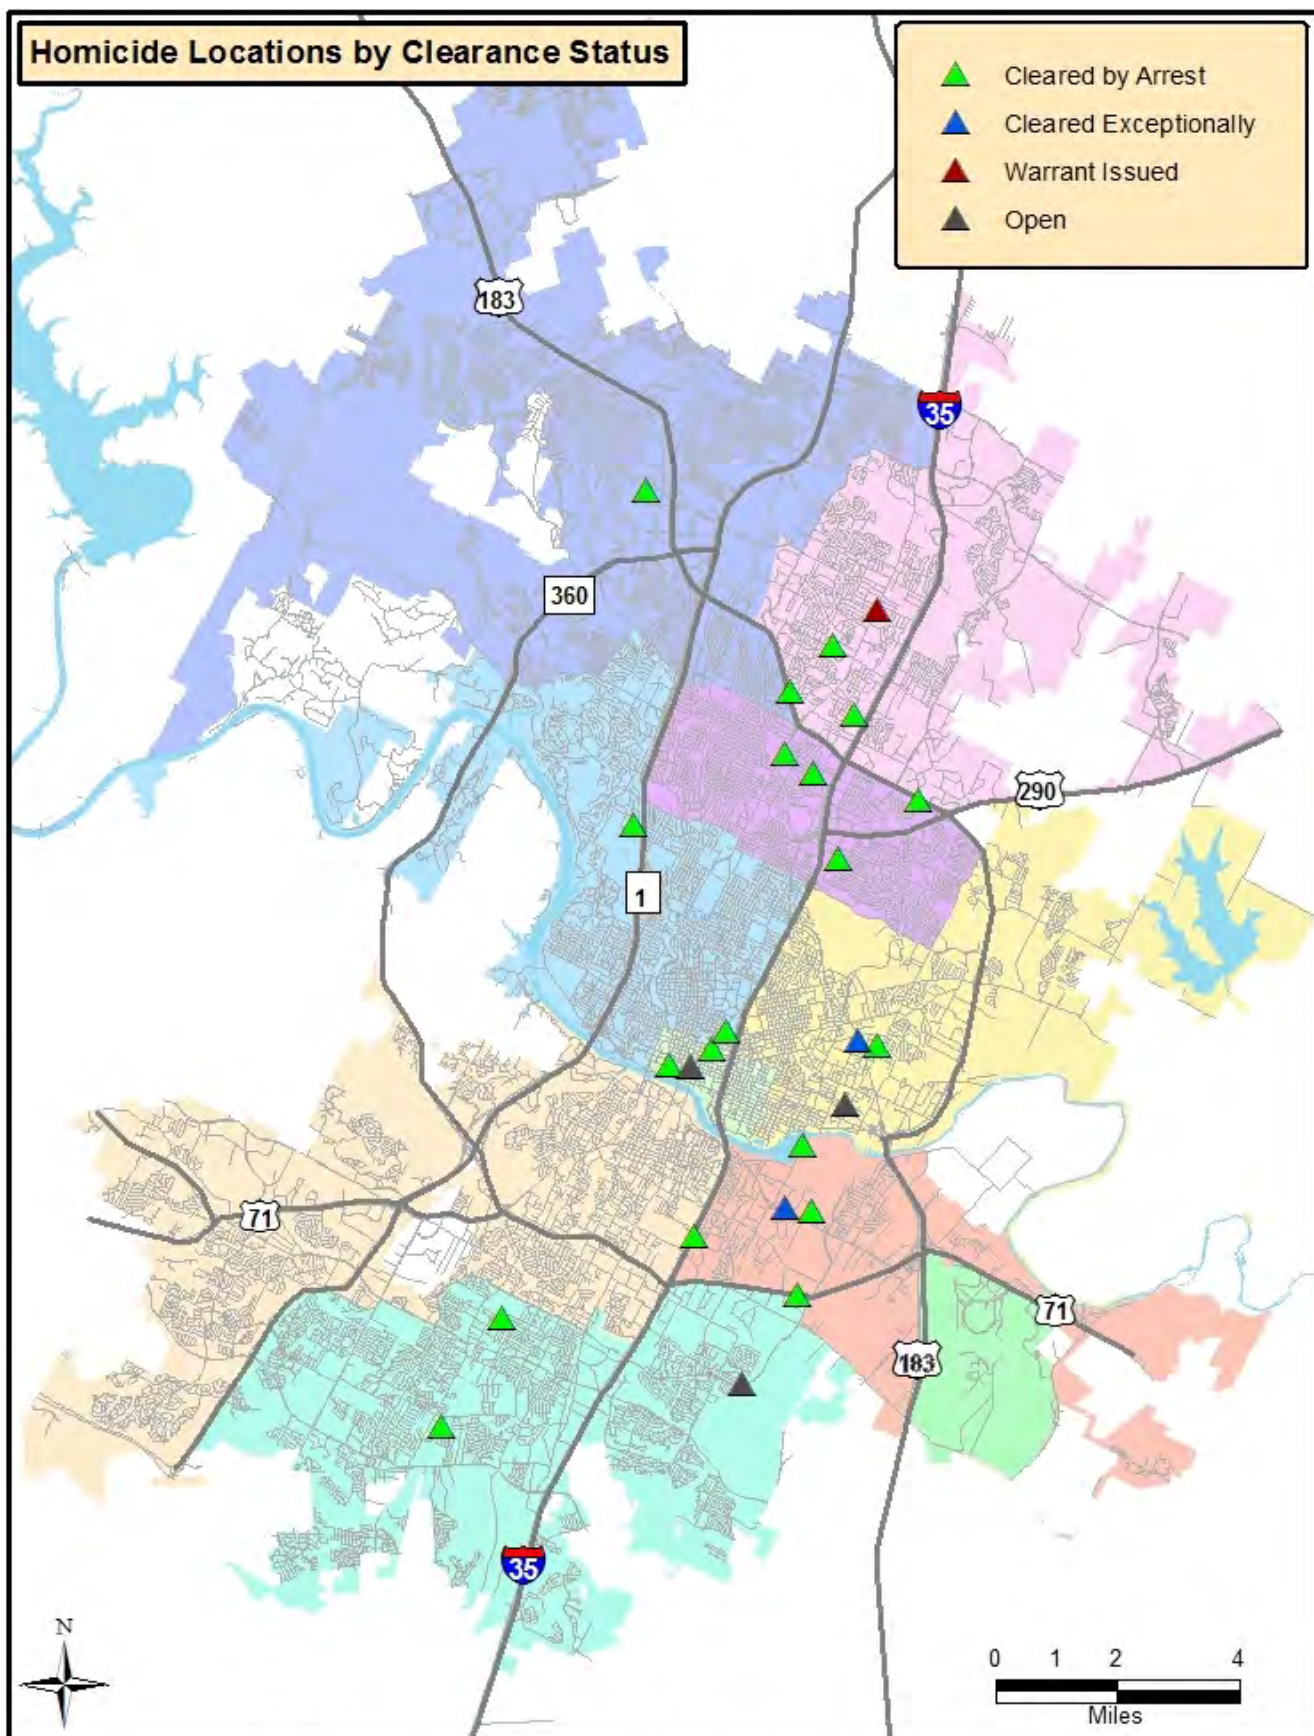 Homicide Locations by Clearance Status
Cleared by Arrest
Cleared Exceptionally
Warrant Issued
Open
183
35
360
290
1
71
71
183
35
N
0 1 2 4
Miles